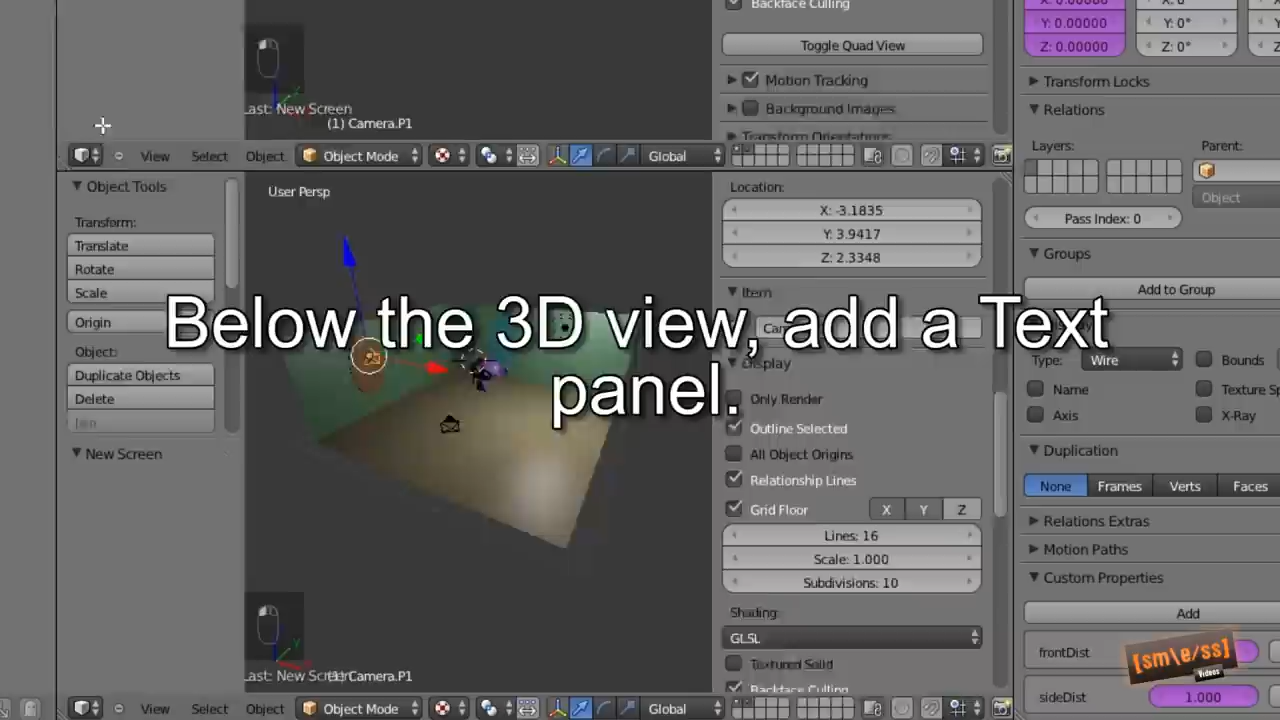 Backface Culling
X: 0.00000
X: 0°
Y: 0.00000
Y: 0°
Toggle Quad View
Z: 0.00000
Z: 0°
Motion Tracking
Transform Locks
Last: New Screen
Background Images
Relations
(1) Camera.P1
Transform Orientations
Layers:
Parent:
View
Select
Object
Object Mode
Global
Object Tools
User Persp
Location:
Object
Transform:
X: -3.1835
Pass Index: 0
Translate
Y: 3.9417
Rotate
Z: 2.3348
Groups
Scale
Item
Add to Group
Below the 3D view, add a Text
panel.
Origin
Object:
Display
Type:
Wire
Bounds
Duplicate Objects
Name
Delete
Only Render
Axis
X-Ray
Outline Selected
New Screen
All Object Origins
Duplication
Relationship Lines
None
Frames
Verts
Faces
Grid Floor
X
Y
Z
Relations Extras
Lines: 16
Motion Paths
Scale: 1.000
Custom Properties
Subdivisions: 10
Shading:
Add
GLSL
frontDist
[sm\e/ss]
Videos
Textured Solid
Last: New Screen
(1) Camera.P1
Backface Culling
sideDist
1.000
View
Select
Object
Object Mode
Global